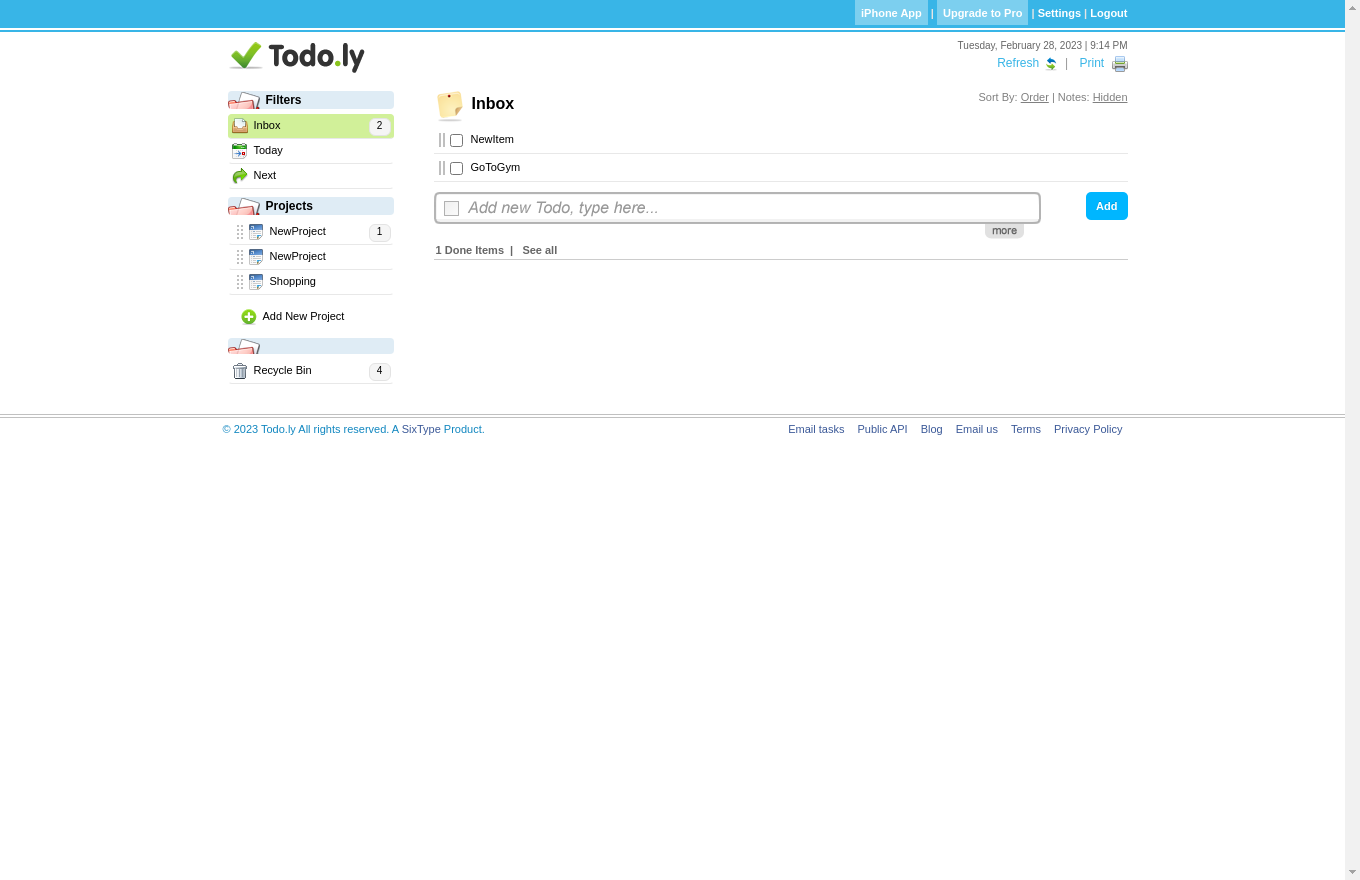 iPhone App | Upgrade to Pro | Settings | Logout
Todo.ly
Tuesday, February 28, 2023 | 9:14 PM
Refresh | Print
Filters
Inbox 2
Today
Next
Projects
NewProject 1
NewProject
Shopping
Add New Project
Recycle Bin 4
Inbox
Sort By: Order | Notes: Hidden
NewItem
GoToGym
Add new Todo, type here...
Add
more
1 Done Items | See all
© 2023 Todo.ly All rights reserved. A SixType Product.
Email tasks Public API Blog Email us Terms Privacy Policy